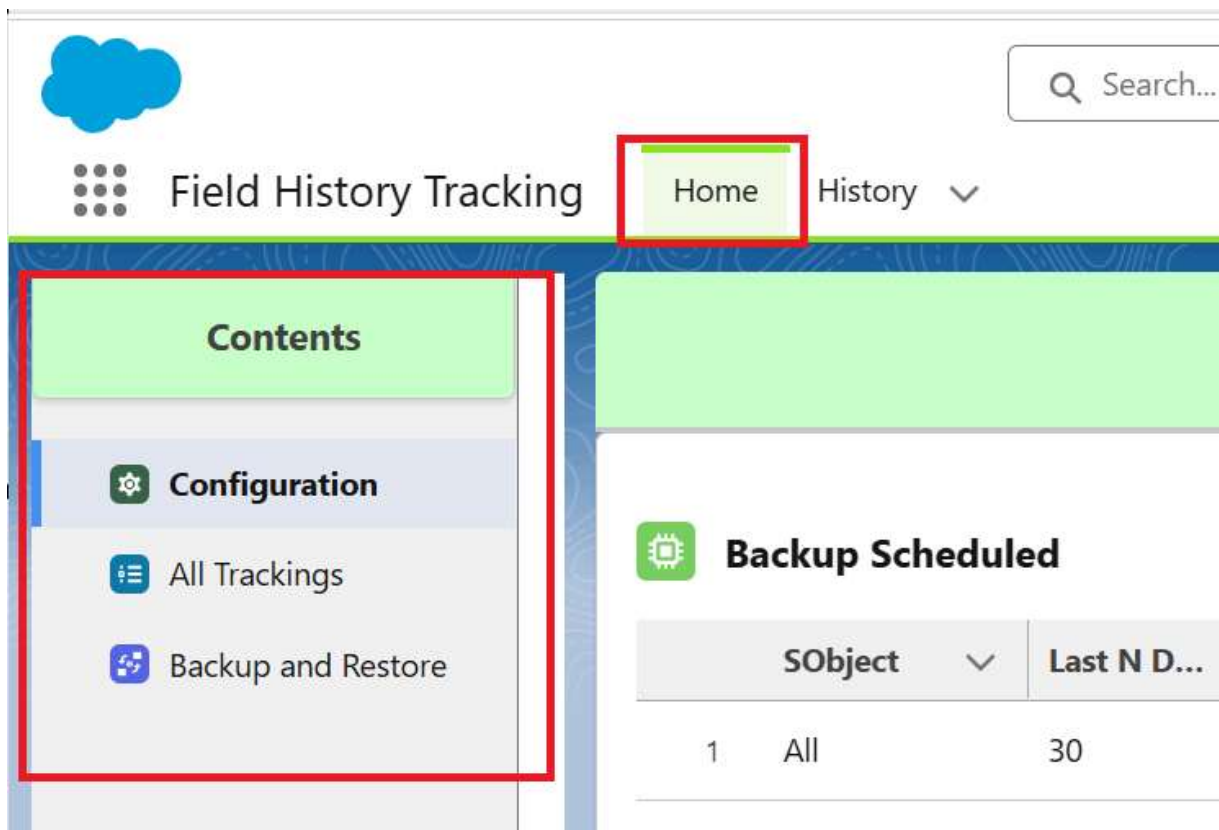 Search...
Field History Tracking Home History
Contents
Configuration
All Trackings
Backup and Restore
Backup Scheduled
SObject Last N D...
1 All 30